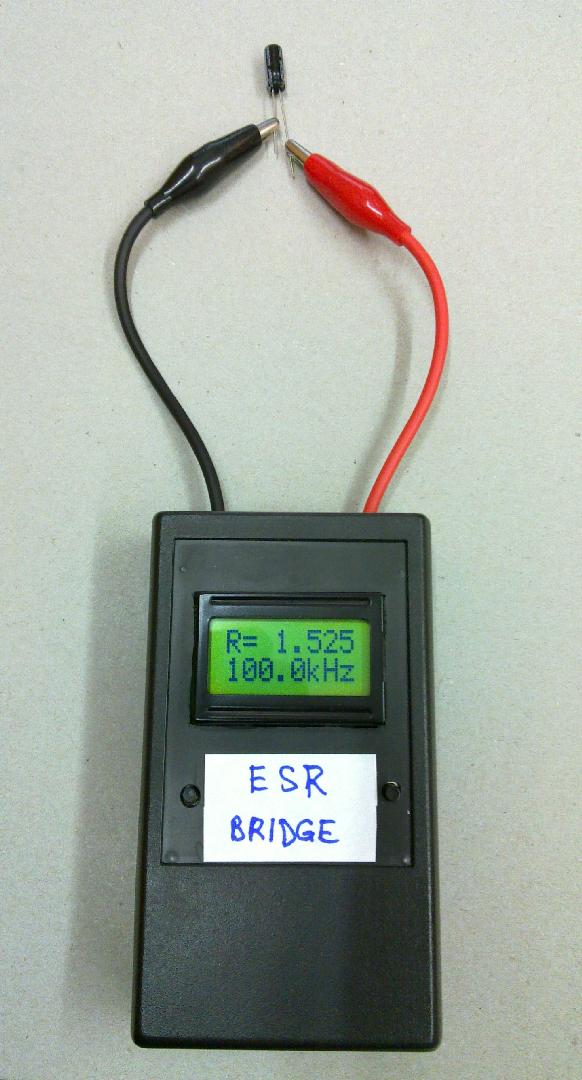 R= 1.525
100.0kHz
ESR
BRIDGE